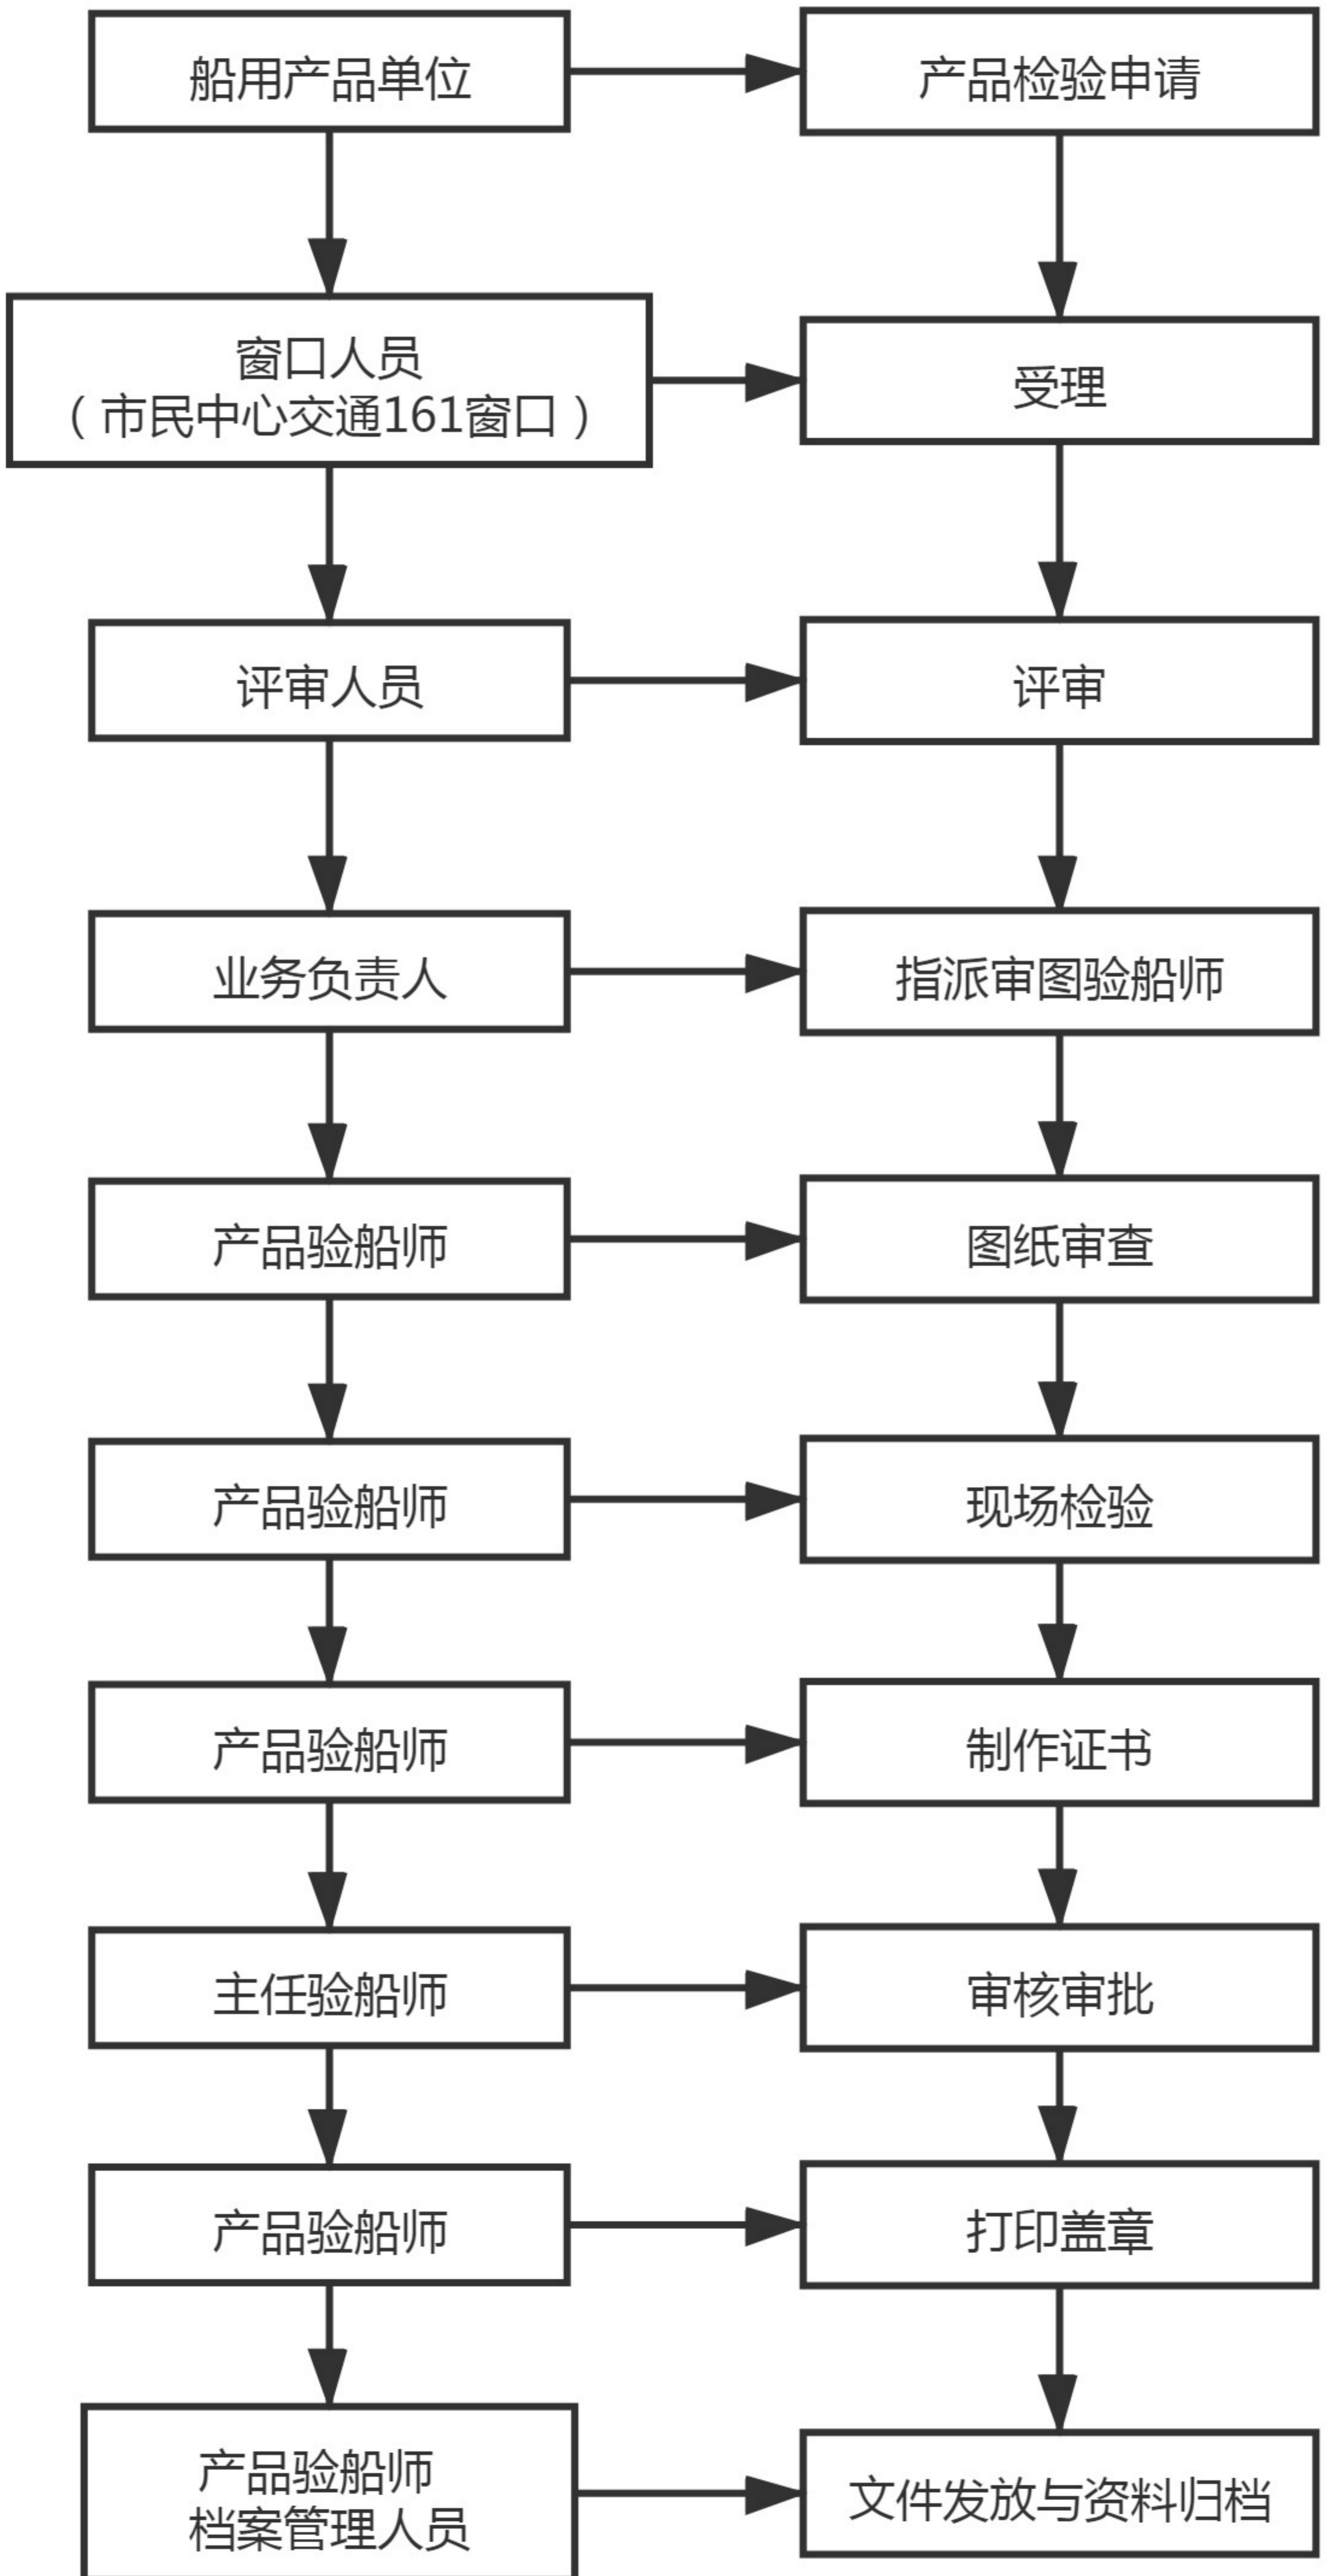 船用产品单位
产品检验申请
窗口人员
（市民中心交通161窗口）
受理
评审人员
评审
业务负责人
指派审图验船师
产品验船师
图纸审查
产品验船师
现场检验
产品验船师
制作证书
主任验船师
审核审批
产品验船师
打印盖章
产品验船师
档案管理人员
文件发放与资料归档